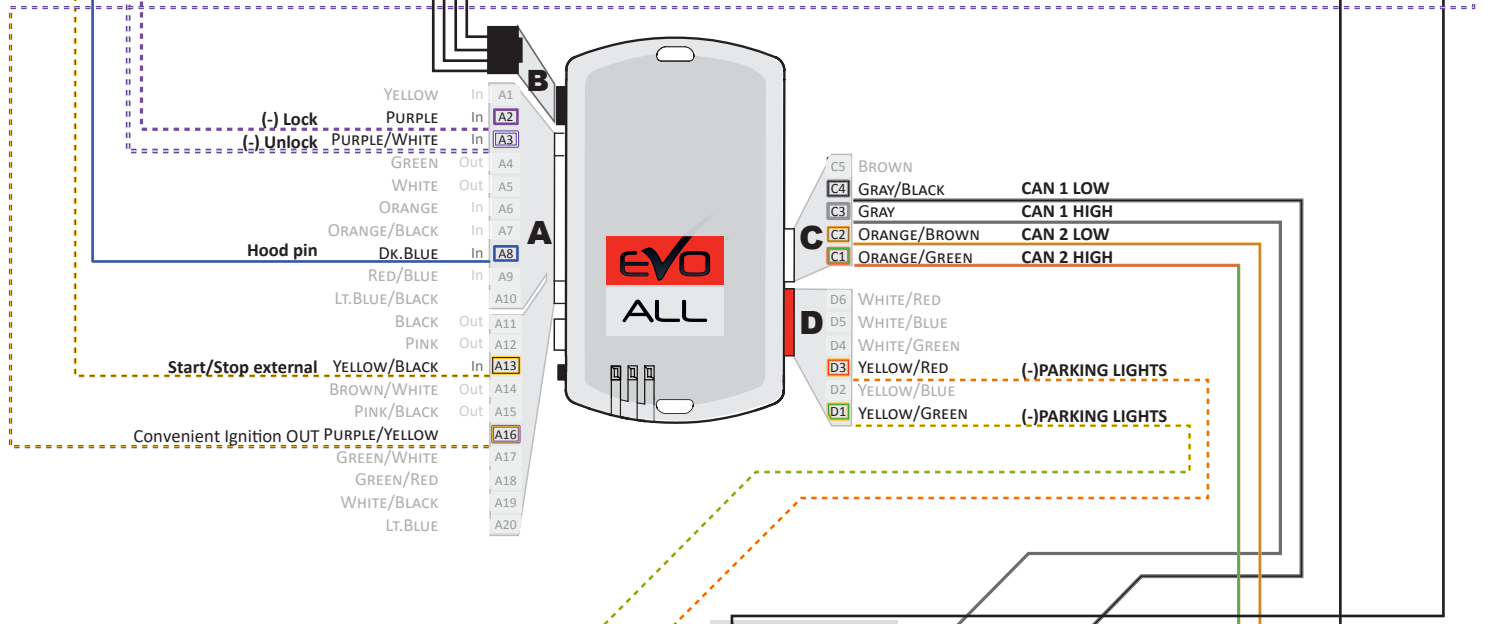 B
YELLOW In A1
(-) Lock PURPLE In A2
(-) Unlock PURPLE/WHITE In A3
GREEN Out A4
WHITE Out A5
ORANGE In A6
ORANGE/BLACK In A7
A
Hood pin DK.BLUE In A8
RED/BLUE In A9
LT.BLUE/BLACK A10
BLACK Out A11
PINK Out A12
Start/Stop external YELLOW/BLACK In A13
BROWN/WHITE Out A14
PINK/BLACK Out A15
Convenient Ignition OUT PURPLE/YELLOW A16
GREEN/WHITE A17
GREEN/RED A18
WHITE/BLACK A19
LT.BLUE A20
EVO
ALL
C5 BROWN
C4 GRAY/BLACK CAN 1 LOW
C3 GRAY CAN 1 HIGH
C
C2 ORANGE/BROWN CAN 2 LOW
C1 ORANGE/GREEN CAN 2 HIGH
D6 WHITE/RED
D
D5 WHITE/BLUE
D4 WHITE/GREEN
D3 YELLOW/RED (-)PARKING LIGHTS
D2 YELLOW/BLUE
D1 YELLOW/GREEN (-)PARKING LIGHTS